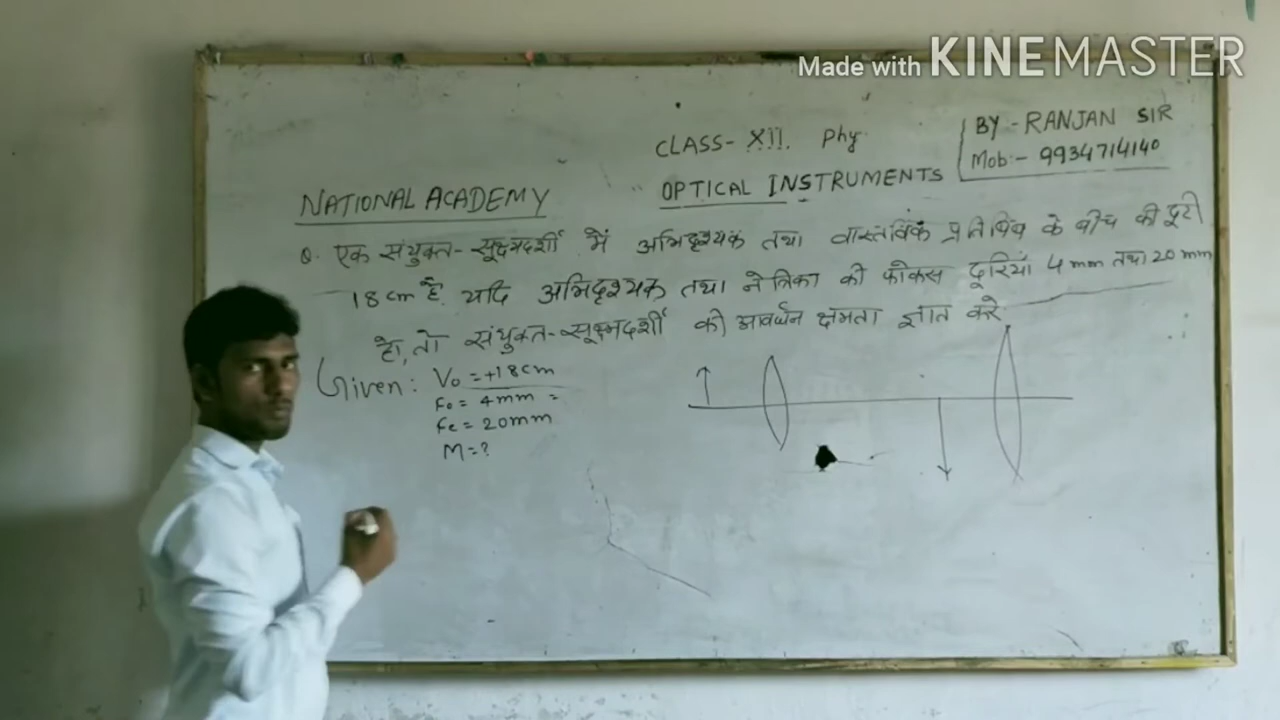 Made with KINEMASTER
CLASS- XII. Phy.
BY - RANJAN SIR
Mob:- 9934714140
NATIONAL ACADEMY
OPTICAL INSTRUMENTS
Q. एक संयुक्त-सूक्ष्मदर्शी में अभिदृश्यक तथा वास्तविक प्रतिबिंब के बीच की दूरी
18 cm है. यदि अभिदृश्यक तथा नेत्रिका की फोकस दूरियां 4 mm तथा 20 mm
हो, तो संयुक्त-सूक्ष्मदर्शी की आवर्धन क्षमता ज्ञात करे
Given: Vo = +18cm
Fo = 4mm =
Fe = 20mm
M = ?